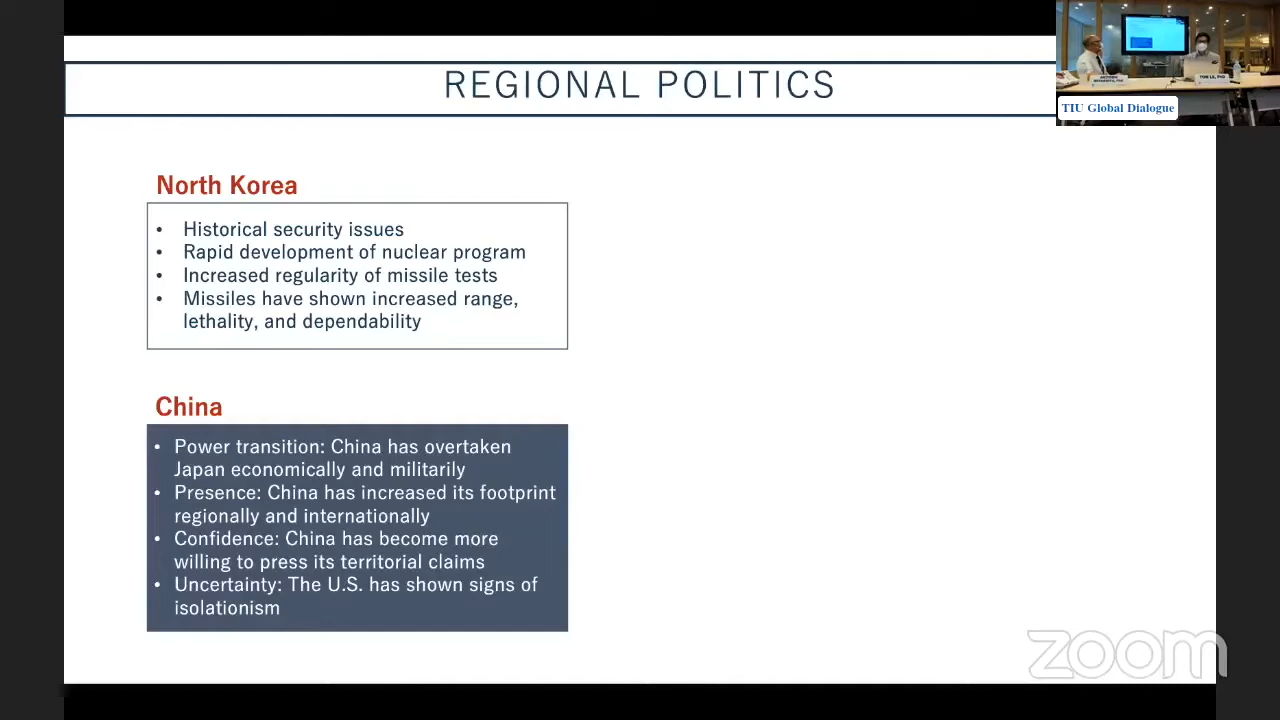 REGIONAL POLITICS
TIU Global Dialogue
TOM LE, PhD
North Korea
• Historical security issues
• Rapid development of nuclear program
• Increased regularity of missile tests
• Missiles have shown increased range,
lethality, and dependability
China
• Power transition: China has overtaken
Japan economically and militarily
• Presence: China has increased its footprint
regionally and internationally
• Confidence: China has become more
willing to press its territorial claims
• Uncertainty: The U.S. has shown signs of
isolationism
zoom